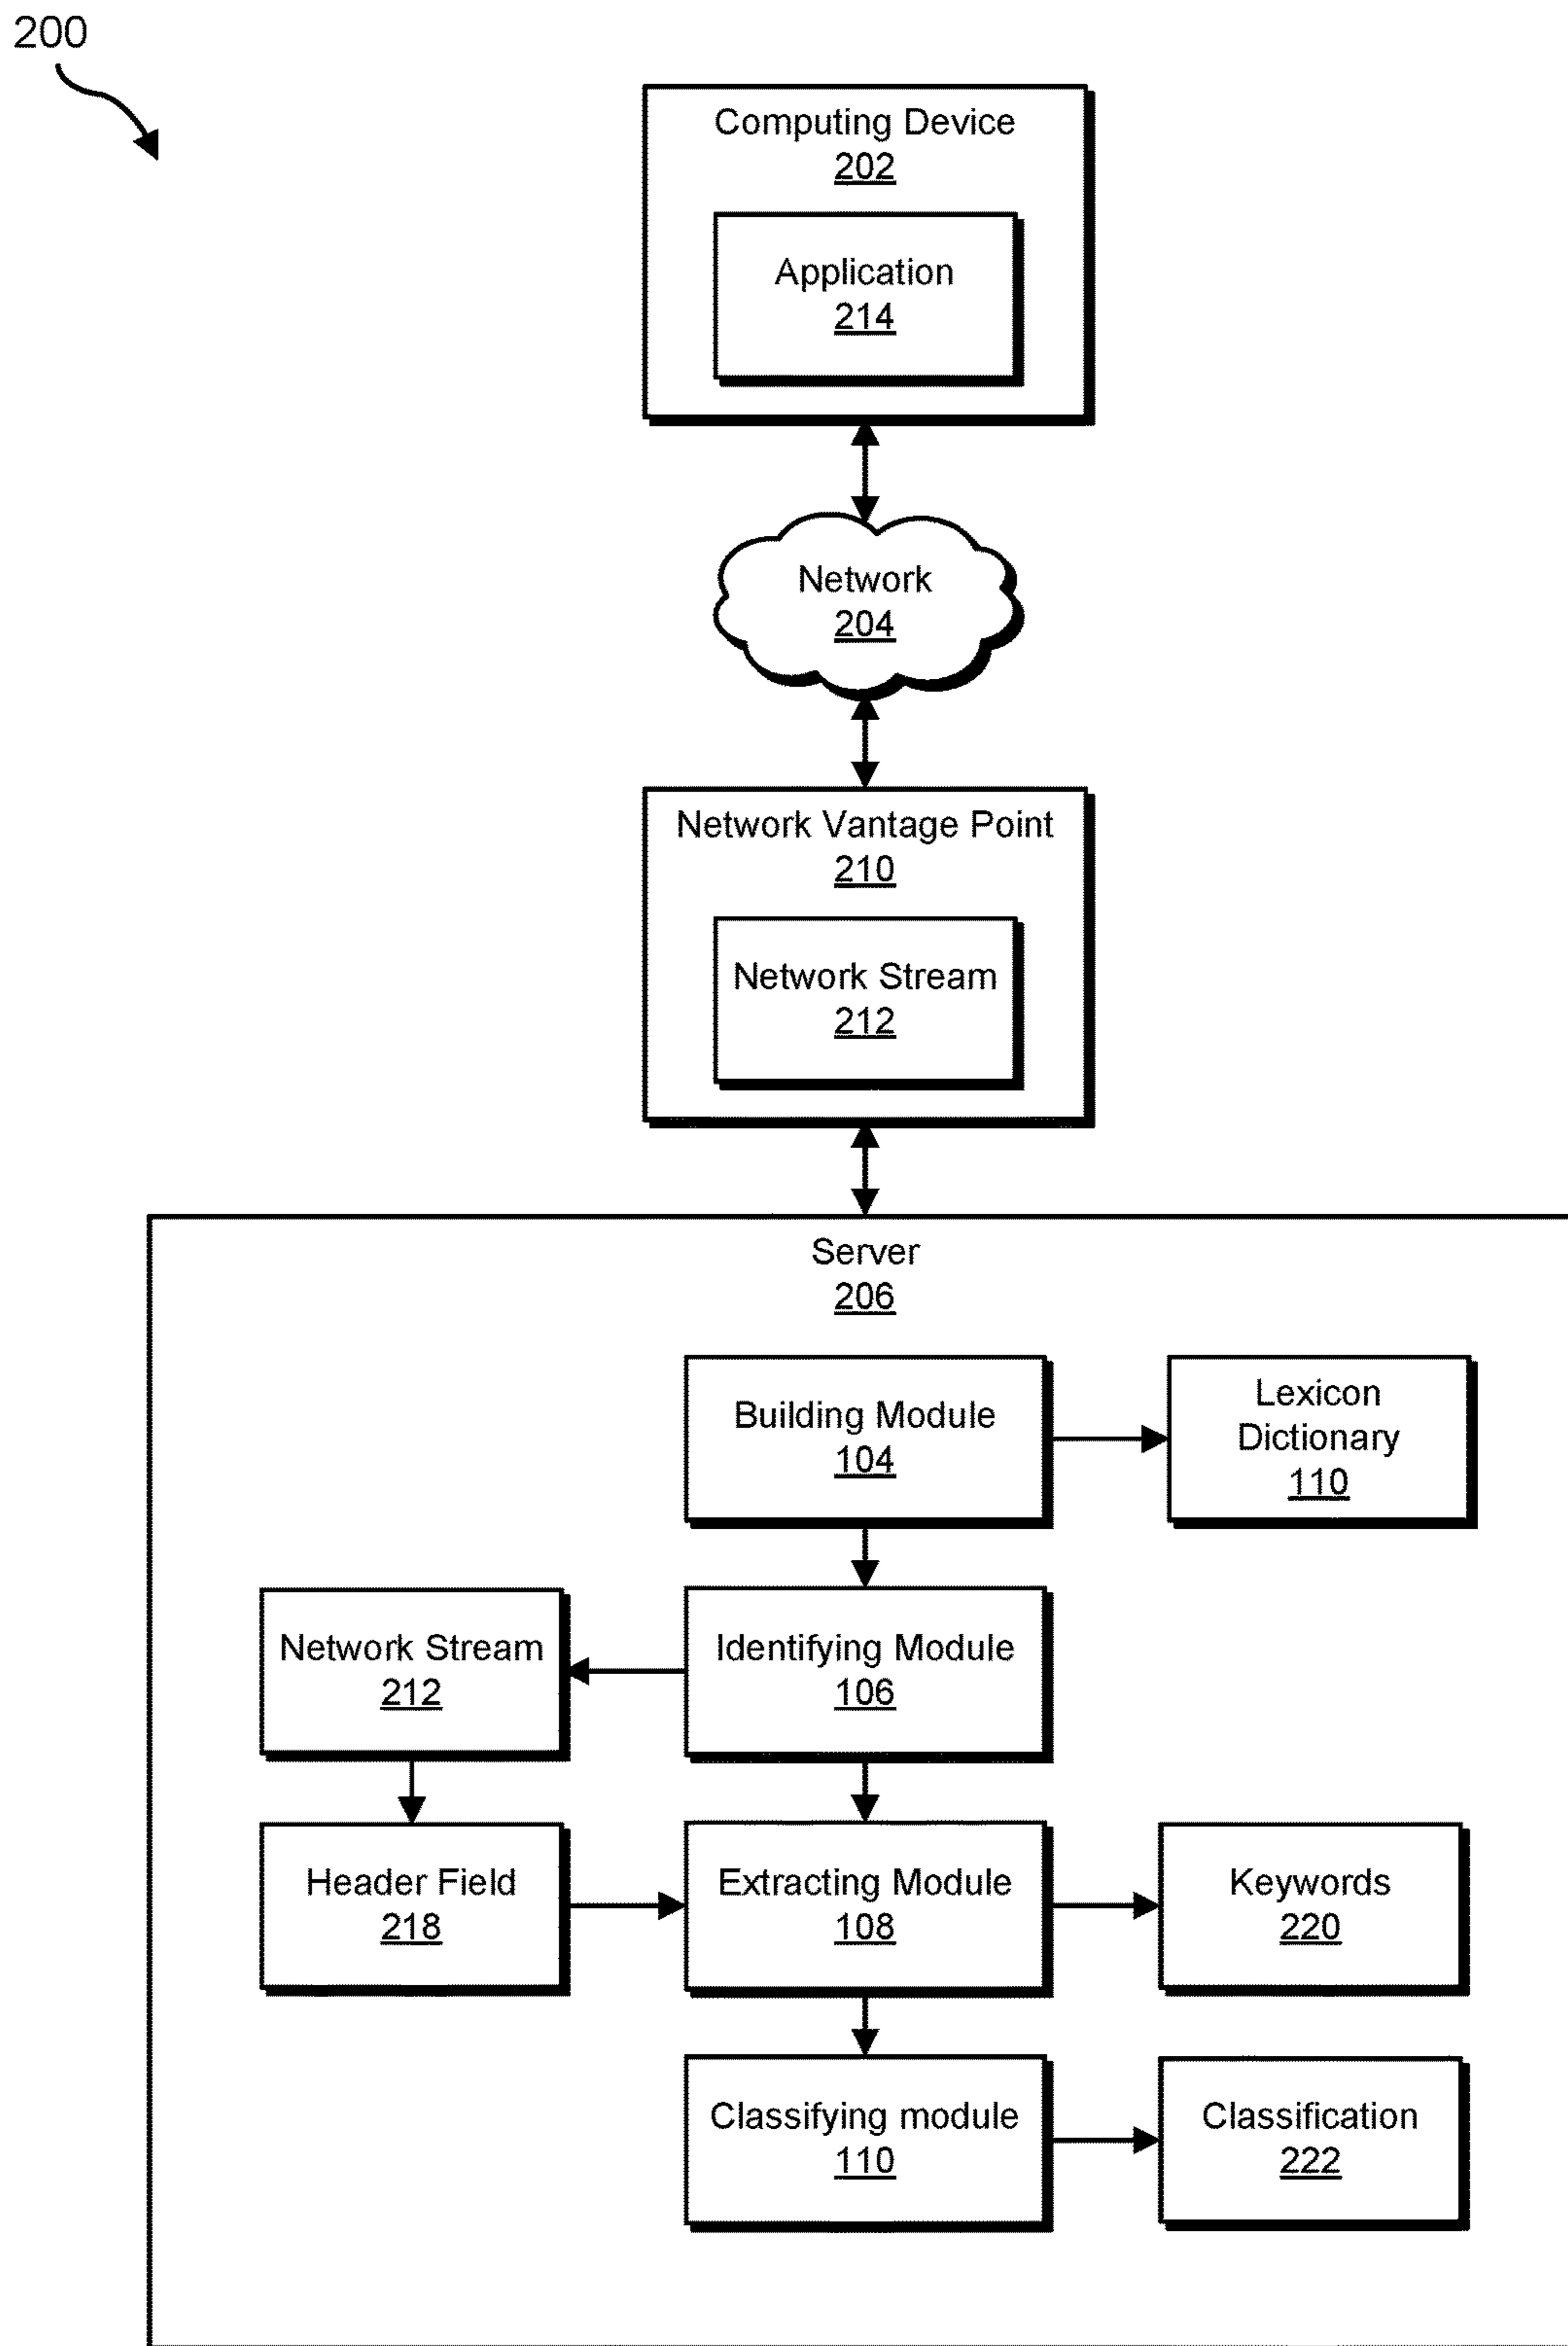 200
Computing Device
202
Application
214
Network
204
Network Vantage Point
210
Network Stream
212
Server
206
Building Module
104
Lexicon
Dictionary
110
Network Stream
212
Identifying Module
106
Header Field
218
Extracting Module
108
Keywords
220
Classifying module
110
Classification
222